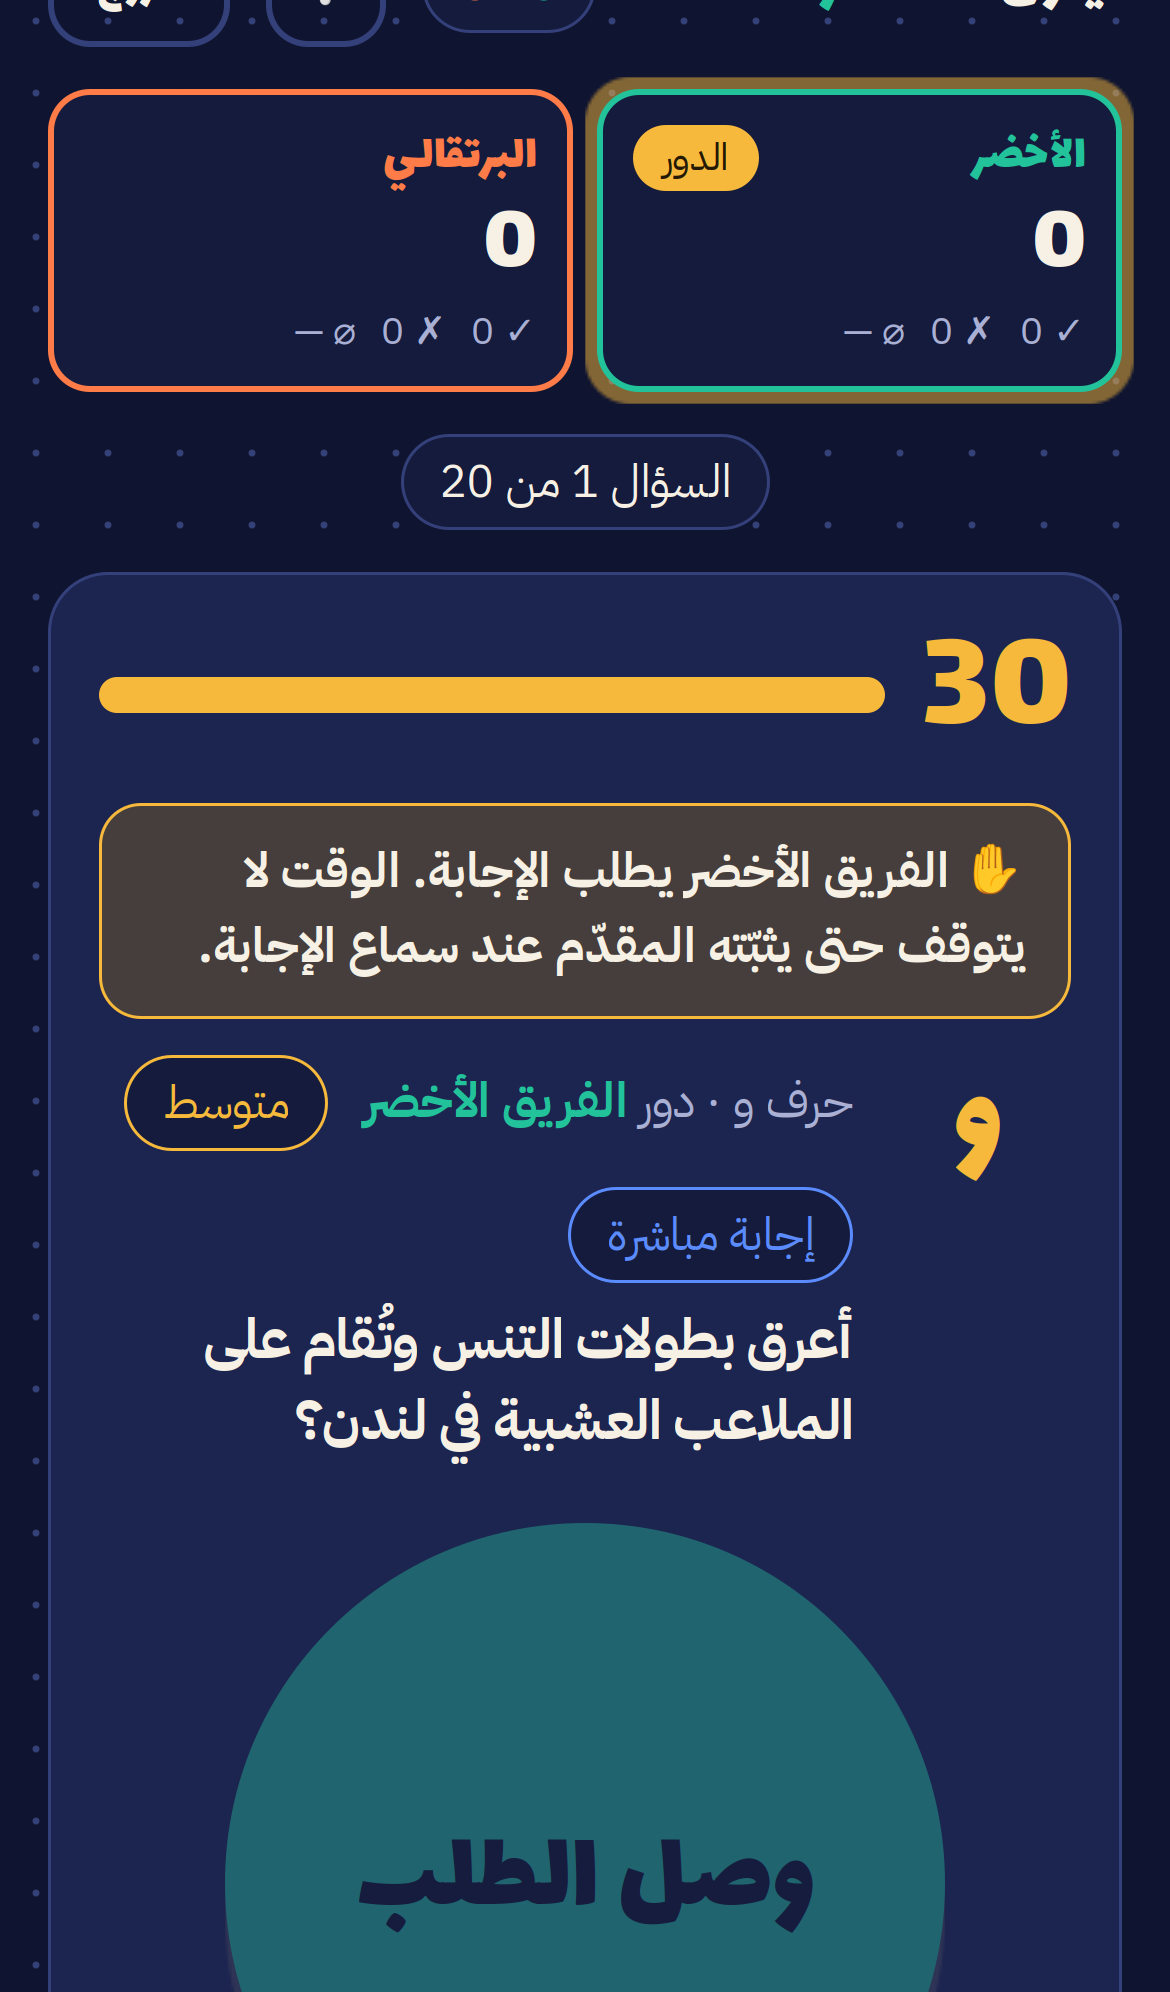 الأخضر
الدور
0
✓ 0 ✗ 0 ⌀ —
البرتقالي
0
✓ 0 ✗ 0 ⌀ —
السؤال 1 من 20
30
✋ الفريق الأخضر يطلب الإجابة. الوقت لا
يتوقف حتى يثبّته المقدّم عند سماع الإجابة.
و
حرف و · دور الفريق الأخضر
متوسط
إجابة مباشرة
أعرق بطولات التنس وتُقام على
الملاعب العشبية في لندن؟
وصل الطلب